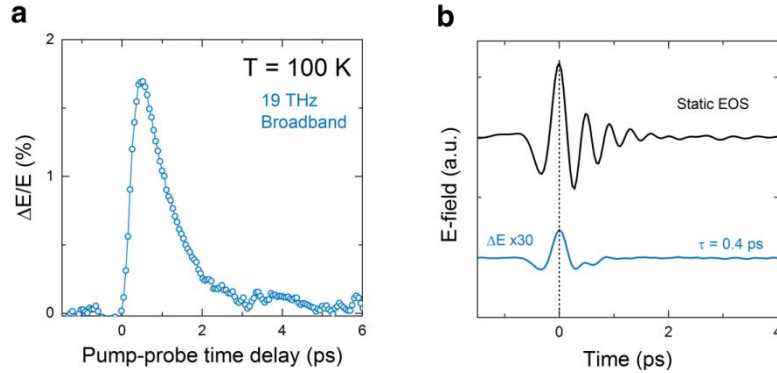 a
T = 100 K
19 THz
Broadband
ΔE/E (%)
2
1
0
0
2
4
6
Pump-probe time delay (ps)
b
Static EOS
ΔE x30
τ = 0.4 ps
E-field (a.u.)
0
2
4
Time (ps)